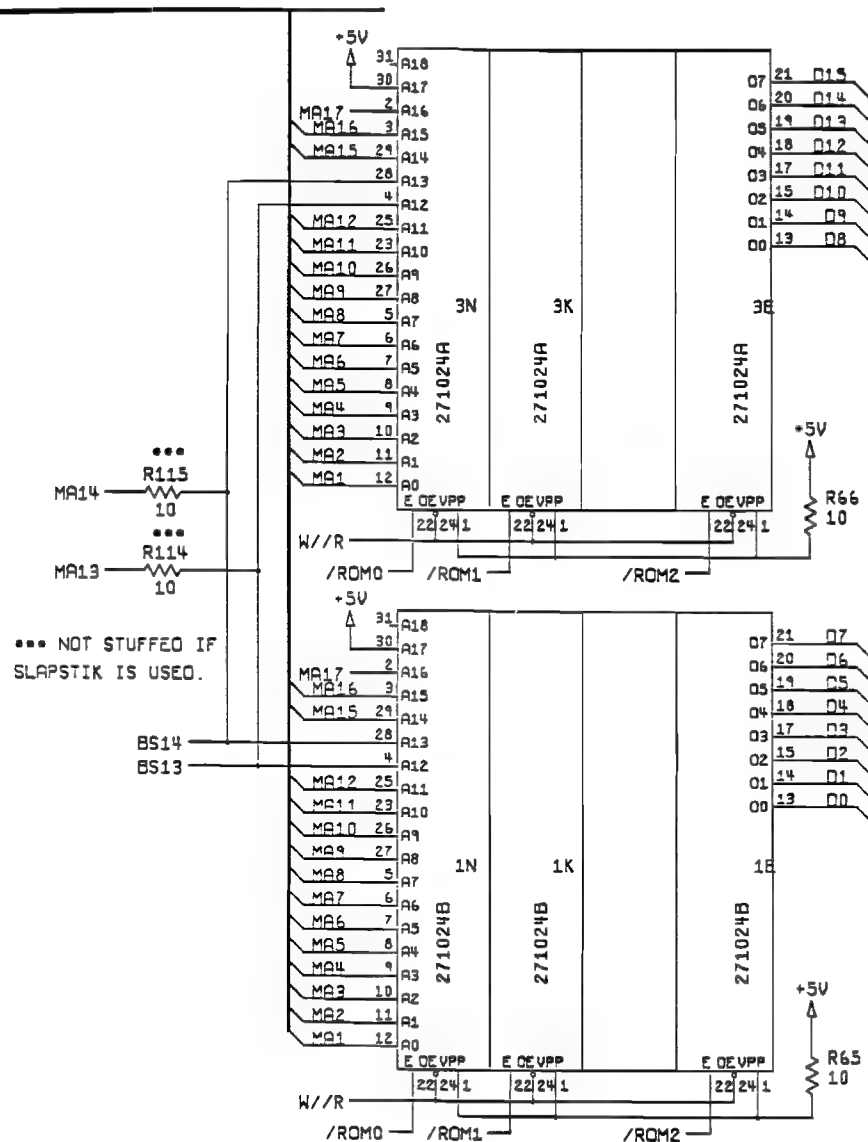 +5V
31 A18
30 A17
MA17 2 A16
MA16 3 A15
MA15 29 A14
28 A13
4 A12
MA12 25 A11
MA11 23 A10
MA10 26 A9
MA9 27 A8
MA8 5 A7
MA7 6 A6
MA6 7 A5
MA5 8 A4
MA4 9 A3
MA3 10 A2
MA2 11 A1
MA1 12 A0
O7 21 D15
O6 20 D14
O5 19 D13
O4 18 D12
O3 17 D11
O2 15 D10
O1 14 D9
O0 13 D8
3N 3K 3E
271024A 271024A 271024A
E OE VPP E OE VPP E OE VPP
22 24 1 22 24 1 22 24 1
W//R
/ROM0 /ROM1 /ROM2
+5V
R66
10
***
R115
MA14
10
***
R114
MA13
10
*** NOT STUFFED IF
SLAPSTIK IS USED.
BS14
BS13
+5V
31 A18
30 A17
MA17 2 A16
MA16 3 A15
MA15 29 A14
28 A13
4 A12
MA12 25 A11
MA11 23 A10
MA10 26 A9
MA9 27 A8
MA8 5 A7
MA7 6 A6
MA6 7 A5
MA5 8 A4
MA4 9 A3
MA3 10 A2
MA2 11 A1
MA1 12 A0
O7 21 D7
O6 20 D6
O5 19 D5
O4 18 D4
O3 17 D3
O2 15 D2
O1 14 D1
O0 13 D0
1N 1K 1E
271024B 271024B 271024B
E OE VPP E OE VPP E OE VPP
22 24 1 22 24 1 22 24 1
W//R
/ROM0 /ROM1 /ROM2
+5V
R65
10